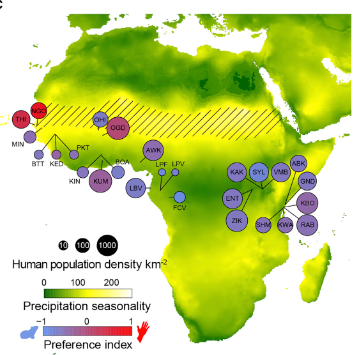 c
NGO
THI
OHI
OGD
MIN
AWK
BTT
KED
PKT
BOA
LPF
LPV
KIN
KUM
LBV
FCV
ABK
KAK
SYL
VMB
GND
ENT
KBO
ZIK
SHM
KWA
RAB
10
100
1000
Human population density km⁻²
0 100 200
Precipitation seasonality
−1 0 1
Preference index